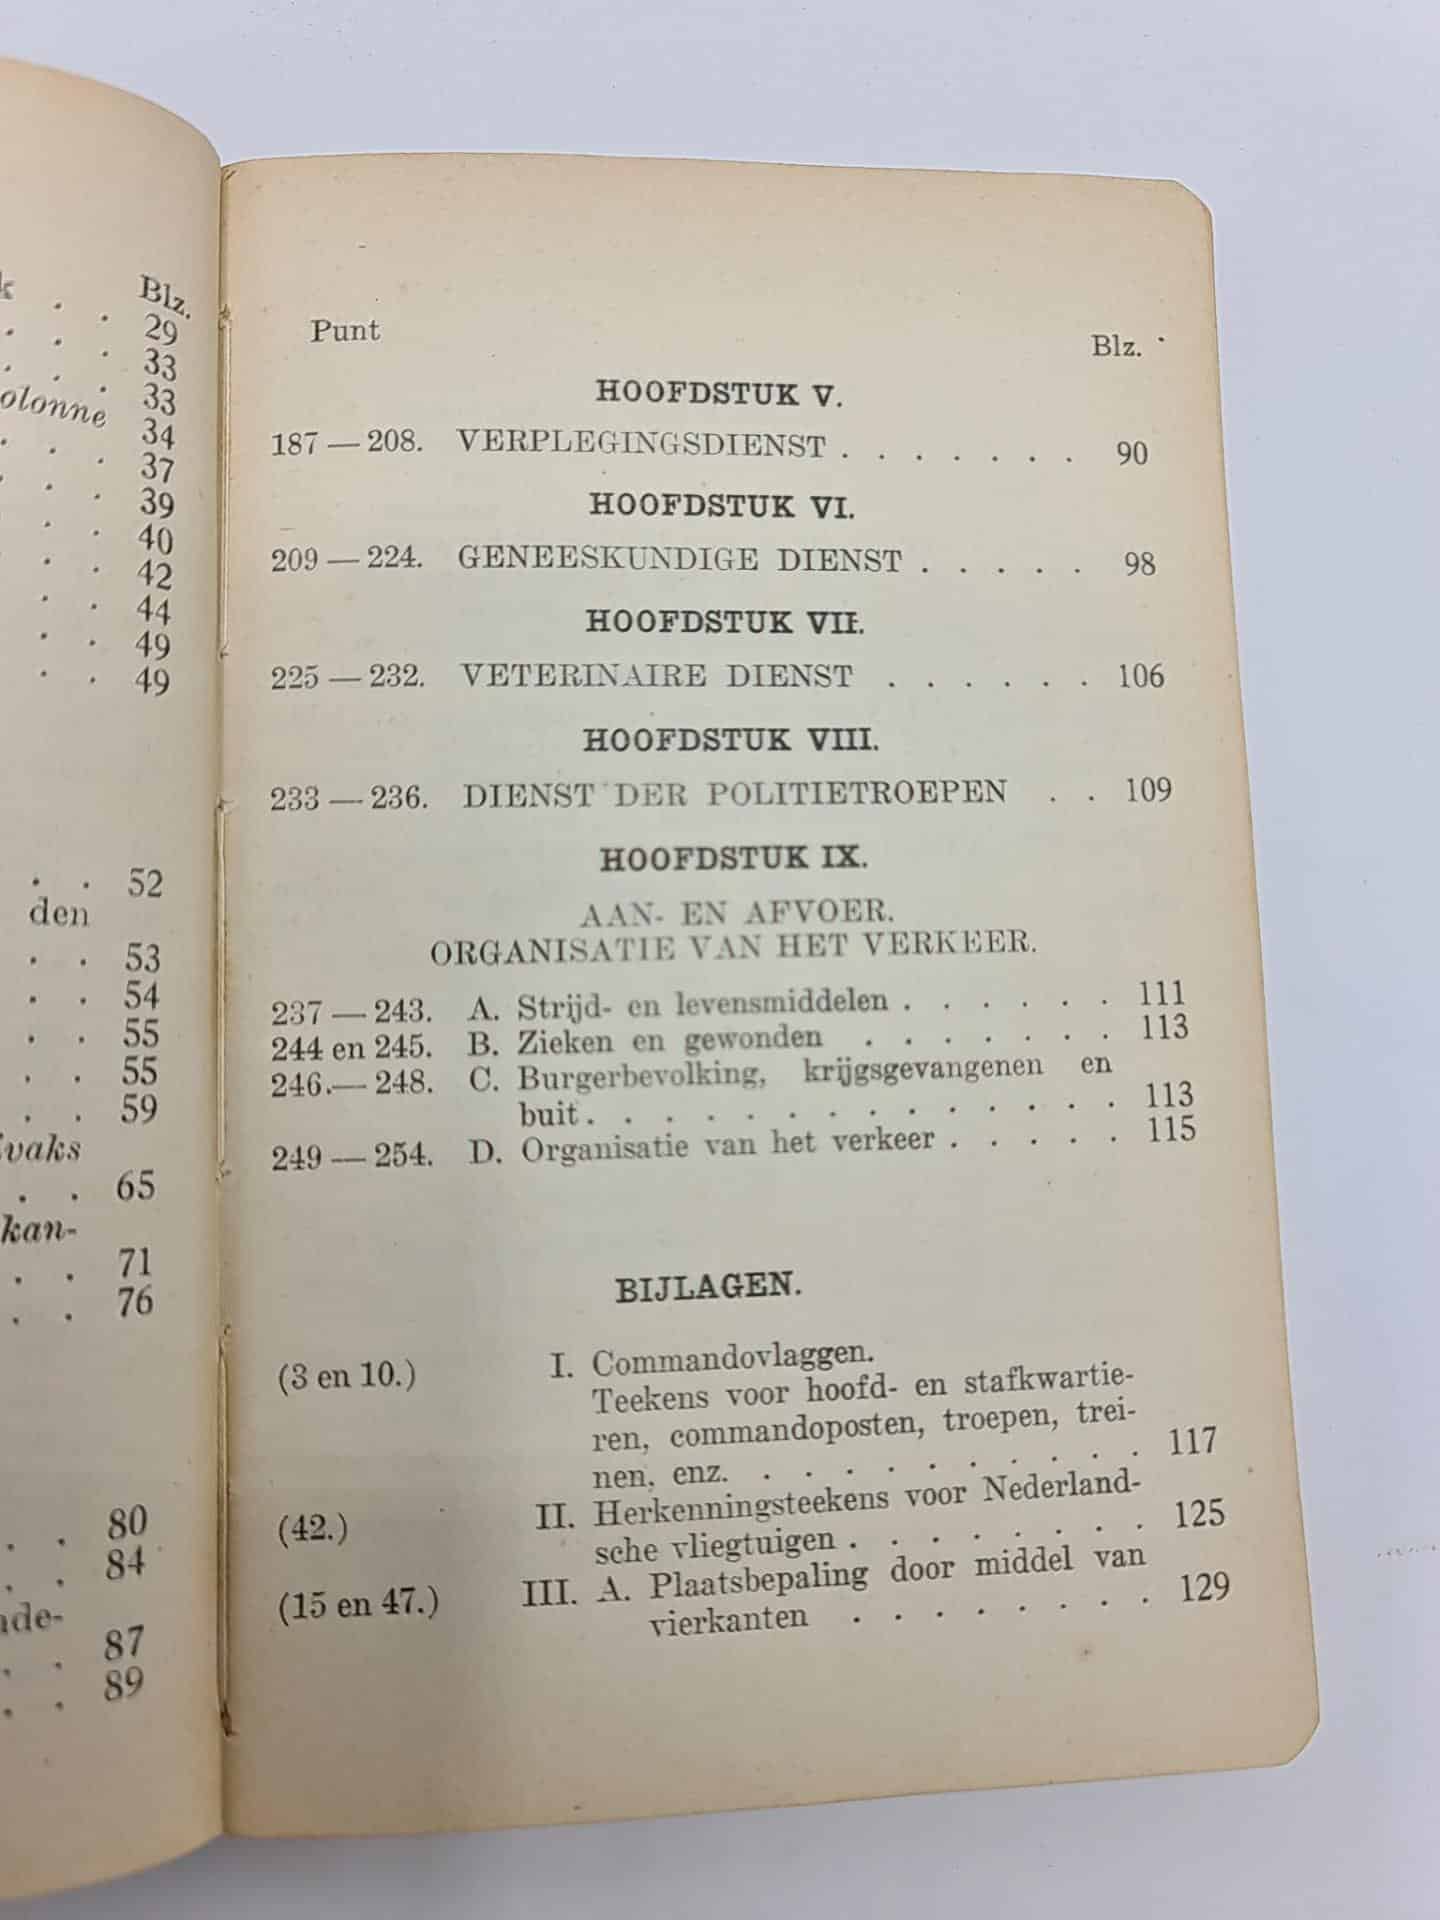 k . . Blz.
. . . 29
. . . 33
olonne 33
. . . 34
. . . 37
. . 39
. . 40
. . 42
. . 44
. . 49
. . 49
. . 52
den
. . 53
. . 54
. . 55
. . 55
. . 59
vaks
. . 65
kan-
. . 71
. . 76
. . 80
. . 84
nde-
. . 87
. . 89
Punt Blz.
HOOFDSTUK V.
187 — 208. VERPLEGINGSDIENST . . . . . . . 90
HOOFDSTUK VI.
209 — 224. GENEESKUNDIGE DIENST . . . . . 98
HOOFDSTUK VII.
225 — 232. VETERINAIRE DIENST . . . . . . 106
HOOFDSTUK VIII.
233 — 236. DIENST DER POLITIETROEPEN . . 109
HOOFDSTUK IX.
AAN- EN AFVOER.
ORGANISATIE VAN HET VERKEER.
237 — 243. A. Strijd- en levensmiddelen . . . . . . 111
244 en 245. B. Zieken en gewonden . . . . . . . 113
246.— 248. C. Burgerbevolking, krijgsgevangenen en
buit . . . . . . . . . . . . . . 113
249 — 254. D. Organisatie van het verkeer . . . . . 115
BIJLAGEN.
(3 en 10.) I. Commandovlaggen.
Teekens voor hoofd- en stafkwartie-
ren, commandoposten, troepen, trei-
nen, enz. . . . . . . . . . . 117
(42.) II. Herkenningsteekens voor Nederland-
sche vliegtuigen . . . . . . . . 125
(15 en 47.) III. A. Plaatsbepaling door middel van
vierkanten . . . . . . . . 129